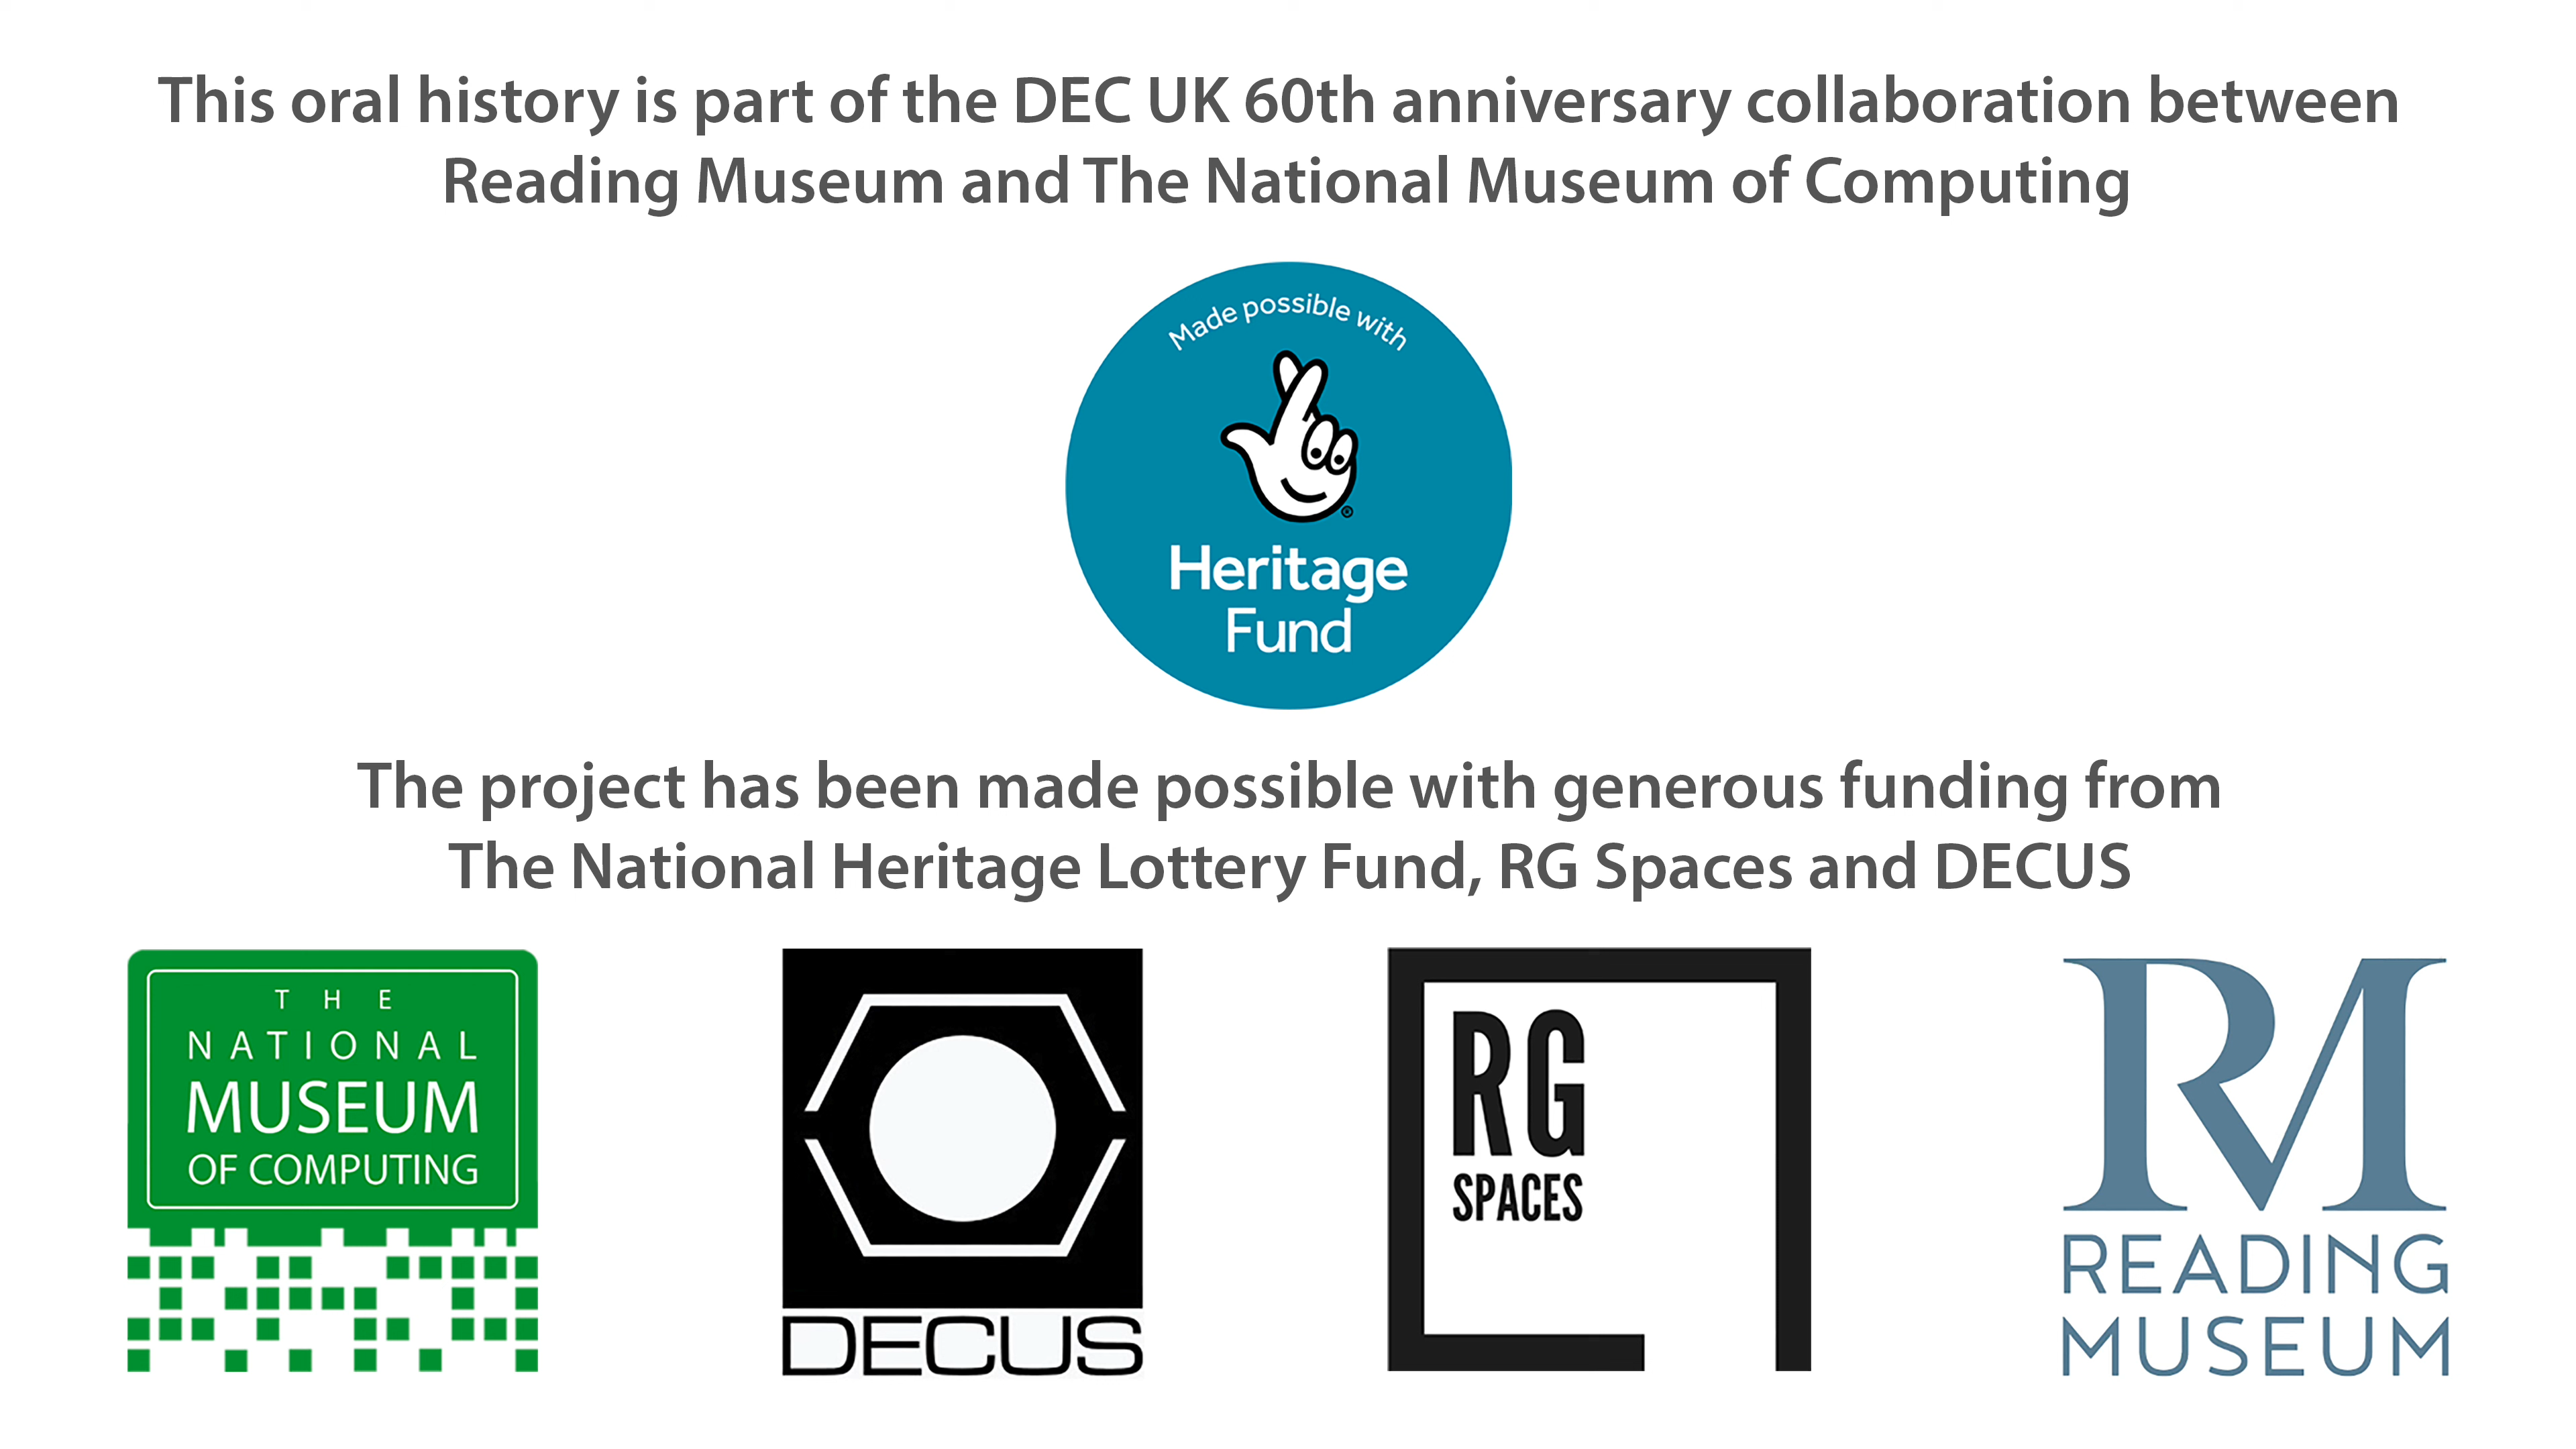 This oral history is part of the DEC UK 60th anniversary collaboration between
Reading Museum and The National Museum of Computing
Made possible with
Heritage
Fund
The project has been made possible with generous funding from
The National Heritage Lottery Fund, RG Spaces and DECUS
THE
NATIONAL
MUSEUM
OF COMPUTING
DECUS
RG
SPACES
RM
READING
MUSEUM